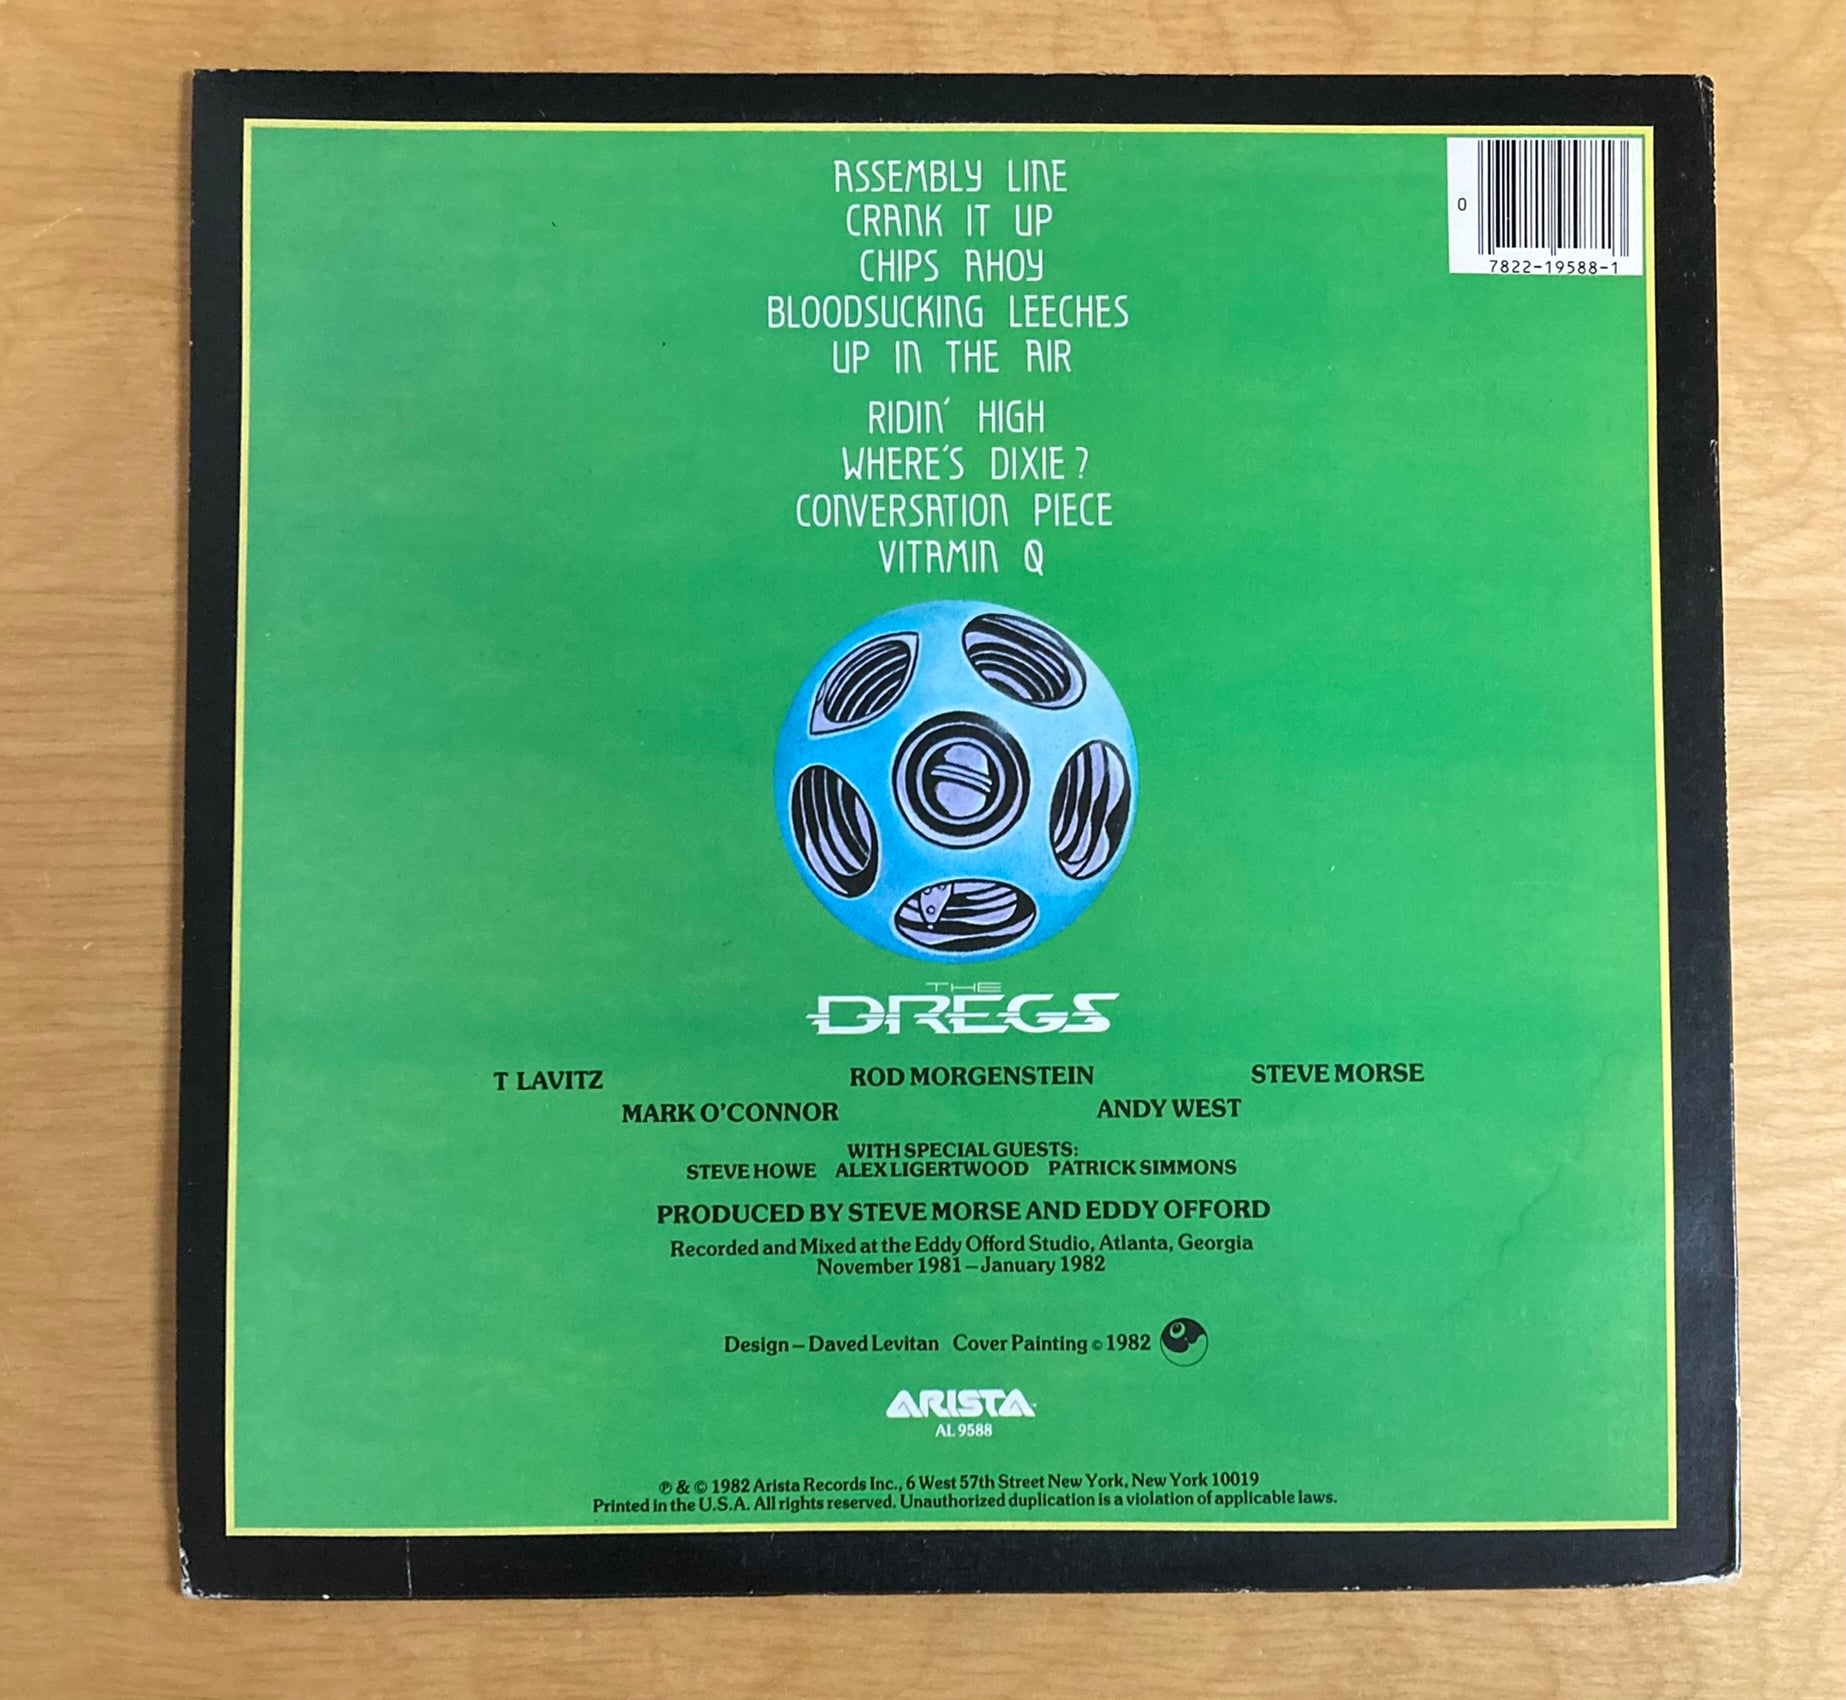 ASSEMBLY LINE
CRANK IT UP
CHIPS AHOY
BLOODSUCKING LEECHES
UP IN THE AIR
RIDIN' HIGH
WHERE'S DIXIE?
CONVERSATION PIECE
VITAMIN Q
0
7822-19588-1
THE
DREGS
T LAVITZ ROD MORGENSTEIN STEVE MORSE
MARK O'CONNOR ANDY WEST
WITH SPECIAL GUESTS:
STEVE HOWE ALEX LIGERTWOOD PATRICK SIMMONS
PRODUCED BY STEVE MORSE AND EDDY OFFORD
Recorded and Mixed at the Eddy Offord Studio, Atlanta, Georgia
November 1981 – January 1982
Design – Daved Levitan Cover Painting © 1982
ARISTA
AL 9588
℗ & © 1982 Arista Records Inc., 6 West 57th Street New York, New York 10019
Printed in the U.S.A. All rights reserved. Unauthorized duplication is a violation of applicable laws.